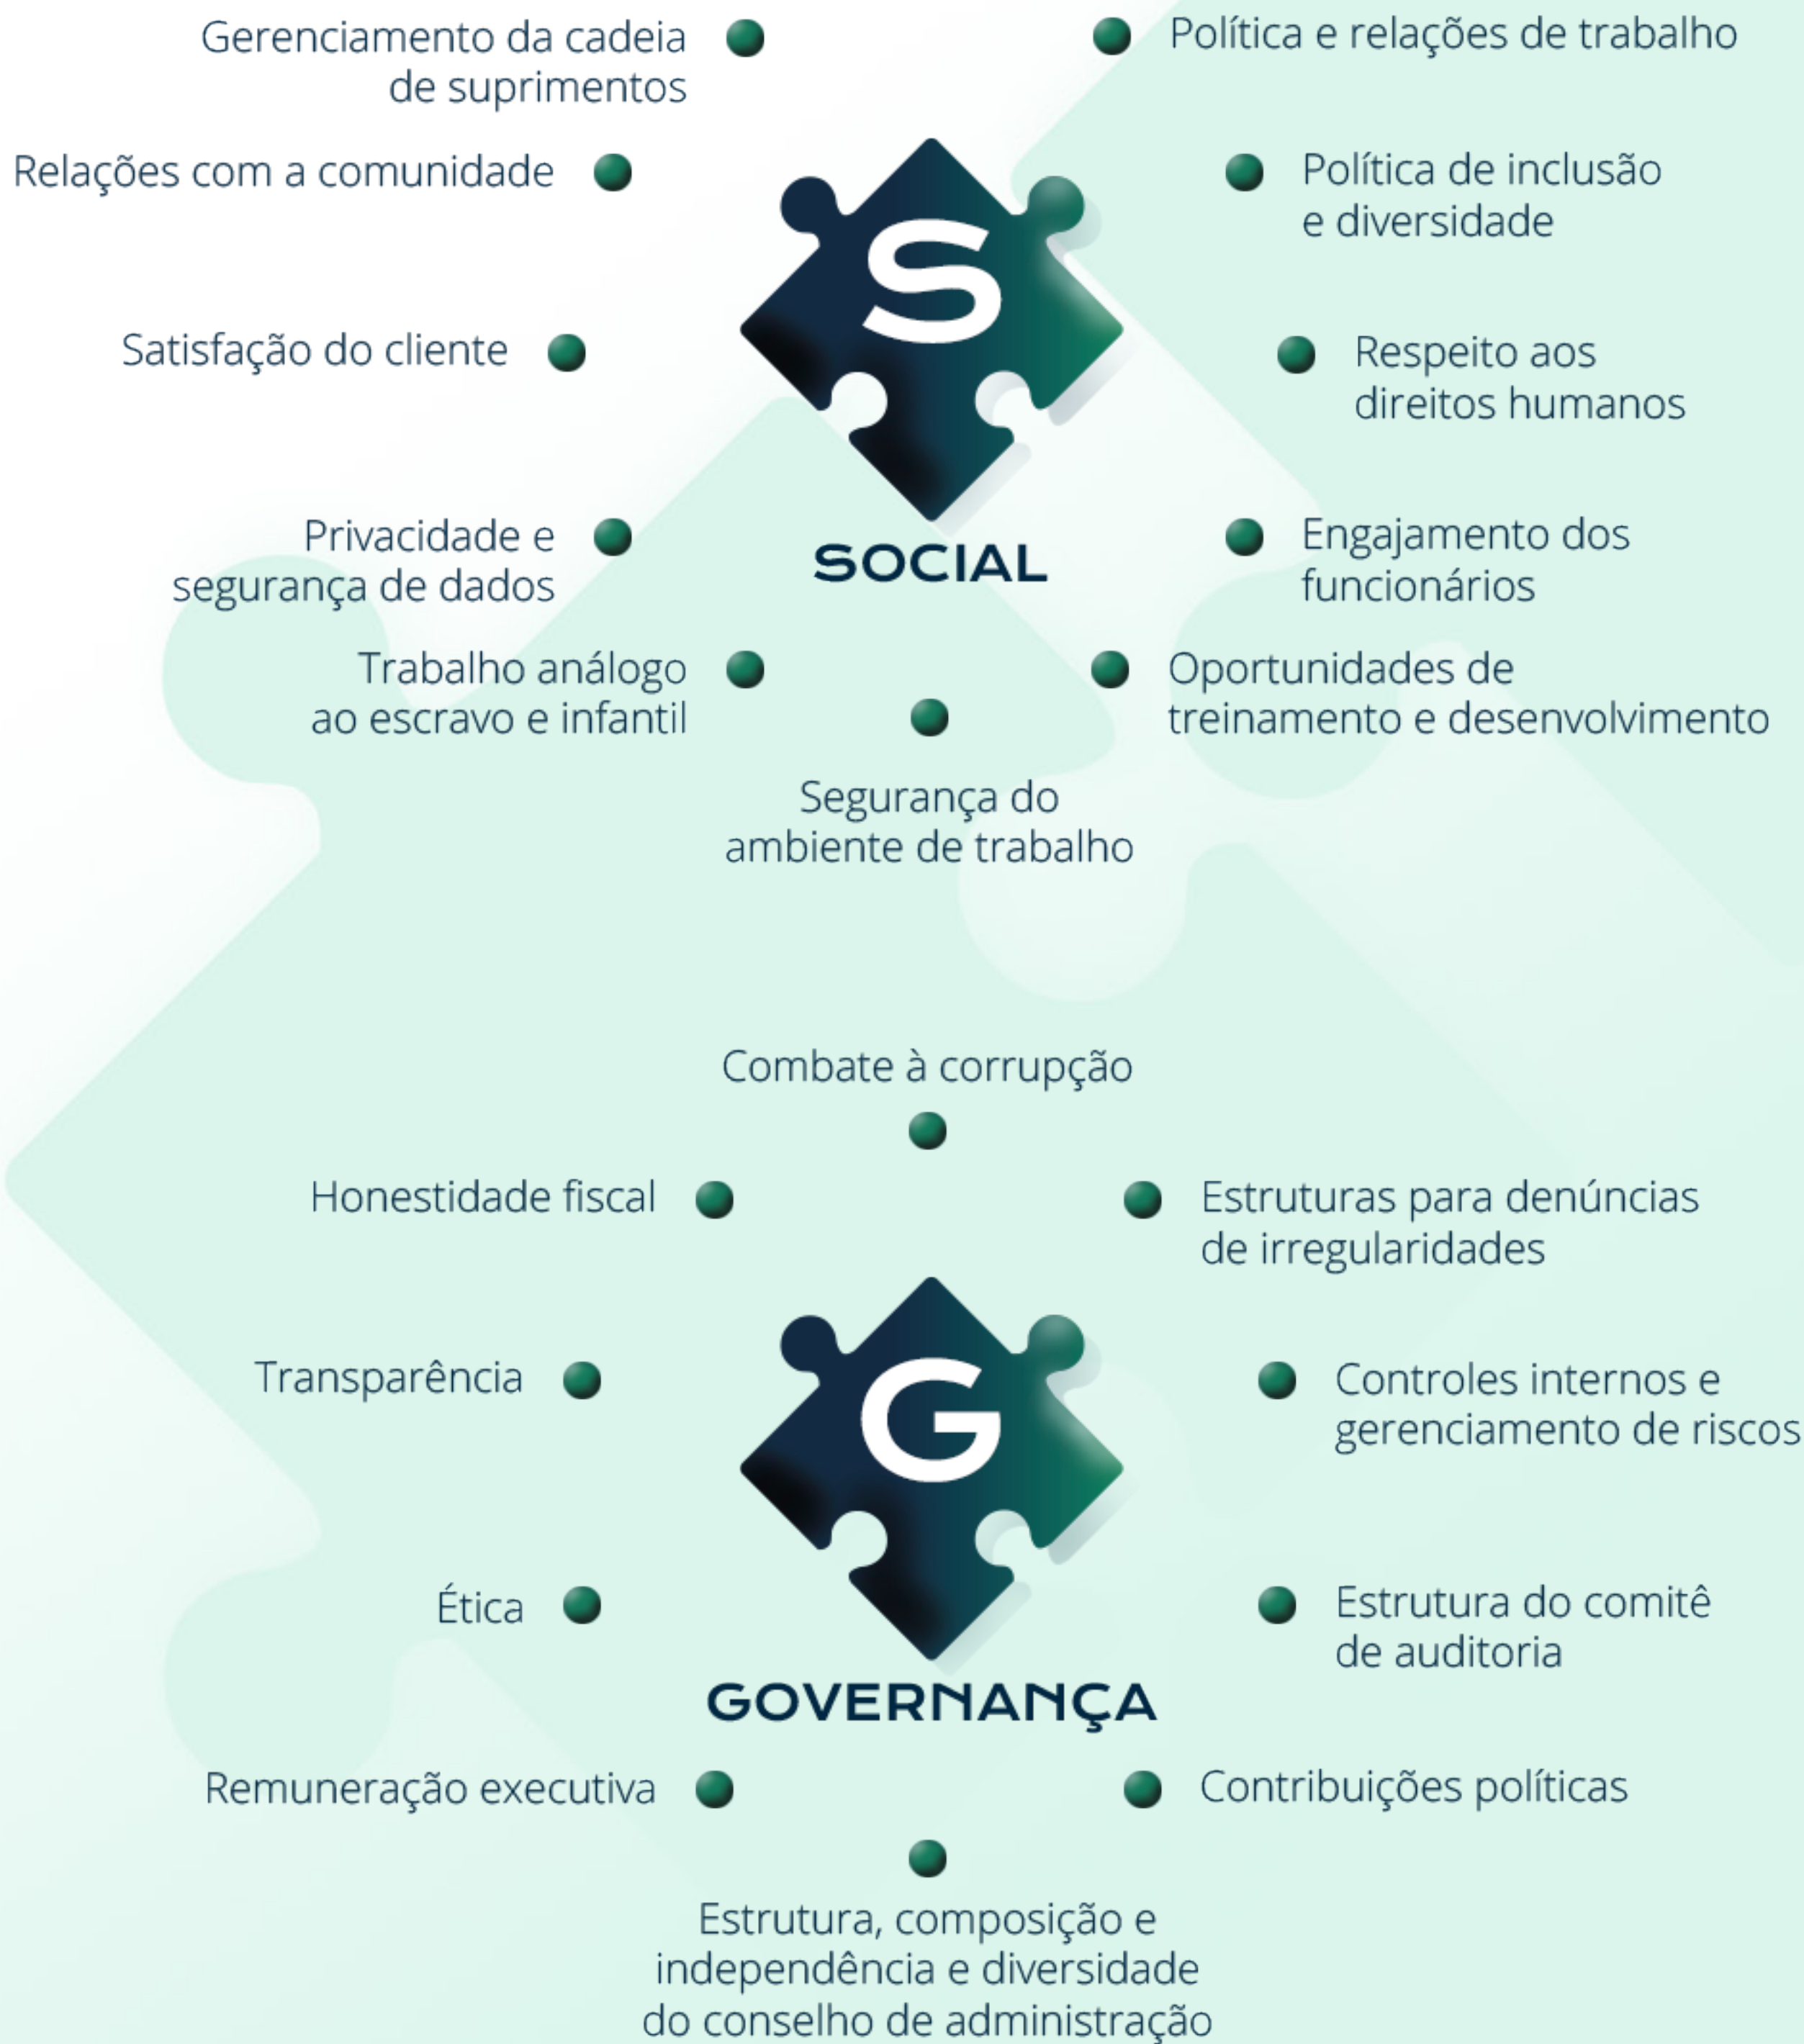 Gerenciamento da cadeia
de suprimentos
Política e relações de trabalho
Relações com a comunidade
Política de inclusão
e diversidade
S
Satisfação do cliente
Respeito aos
direitos humanos
Privacidade e
segurança de dados
SOCIAL
Engajamento dos
funcionários
Trabalho análogo
ao escravo e infantil
Oportunidades de
treinamento e desenvolvimento
Segurança do
ambiente de trabalho
Combate à corrupção
Honestidade fiscal
Estruturas para denúncias
de irregularidades
Transparência
G
Controles internos e
gerenciamento de riscos
Ética
Estrutura do comitê
de auditoria
GOVERNANÇA
Remuneração executiva
Contribuições políticas
Estrutura, composição e
independência e diversidade
do conselho de administração